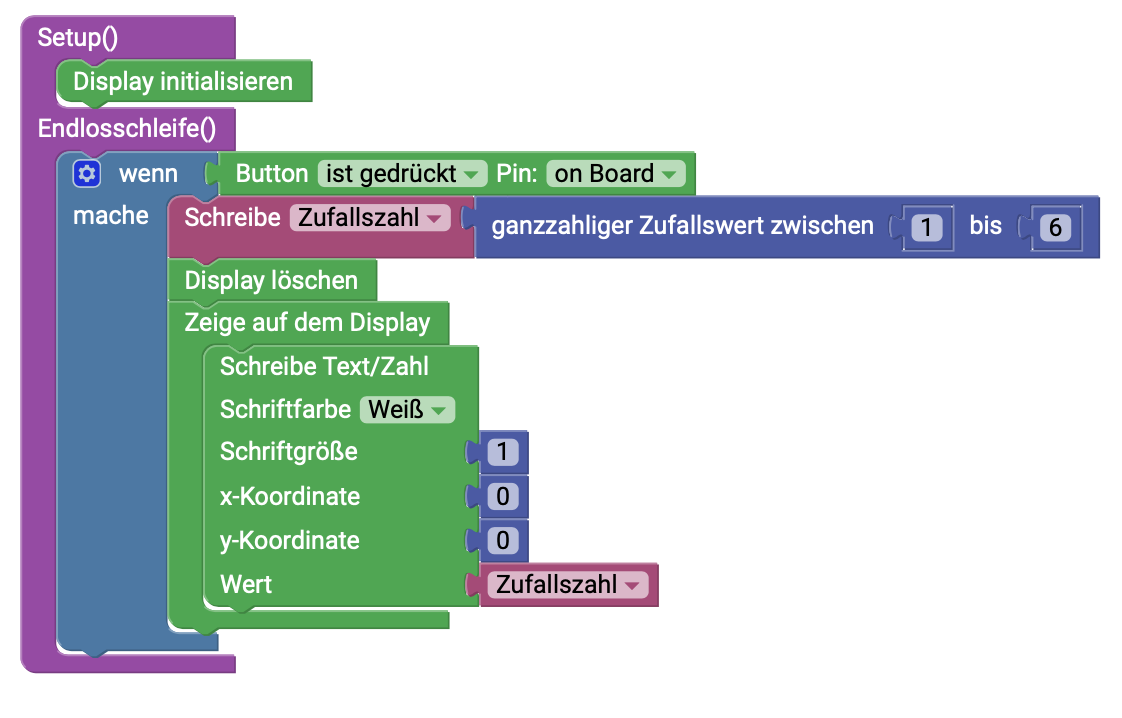 Setup()
Display initialisieren
Endlosschleife()
wenn Button ist gedrückt Pin: on Board
mache Schreibe Zufallszahl ganzzahliger Zufallswert zwischen 1 bis 6
Display löschen
Zeige auf dem Display
Schreibe Text/Zahl
Schriftfarbe Weiß
Schriftgröße 1
x-Koordinate 0
y-Koordinate 0
Wert Zufallszahl